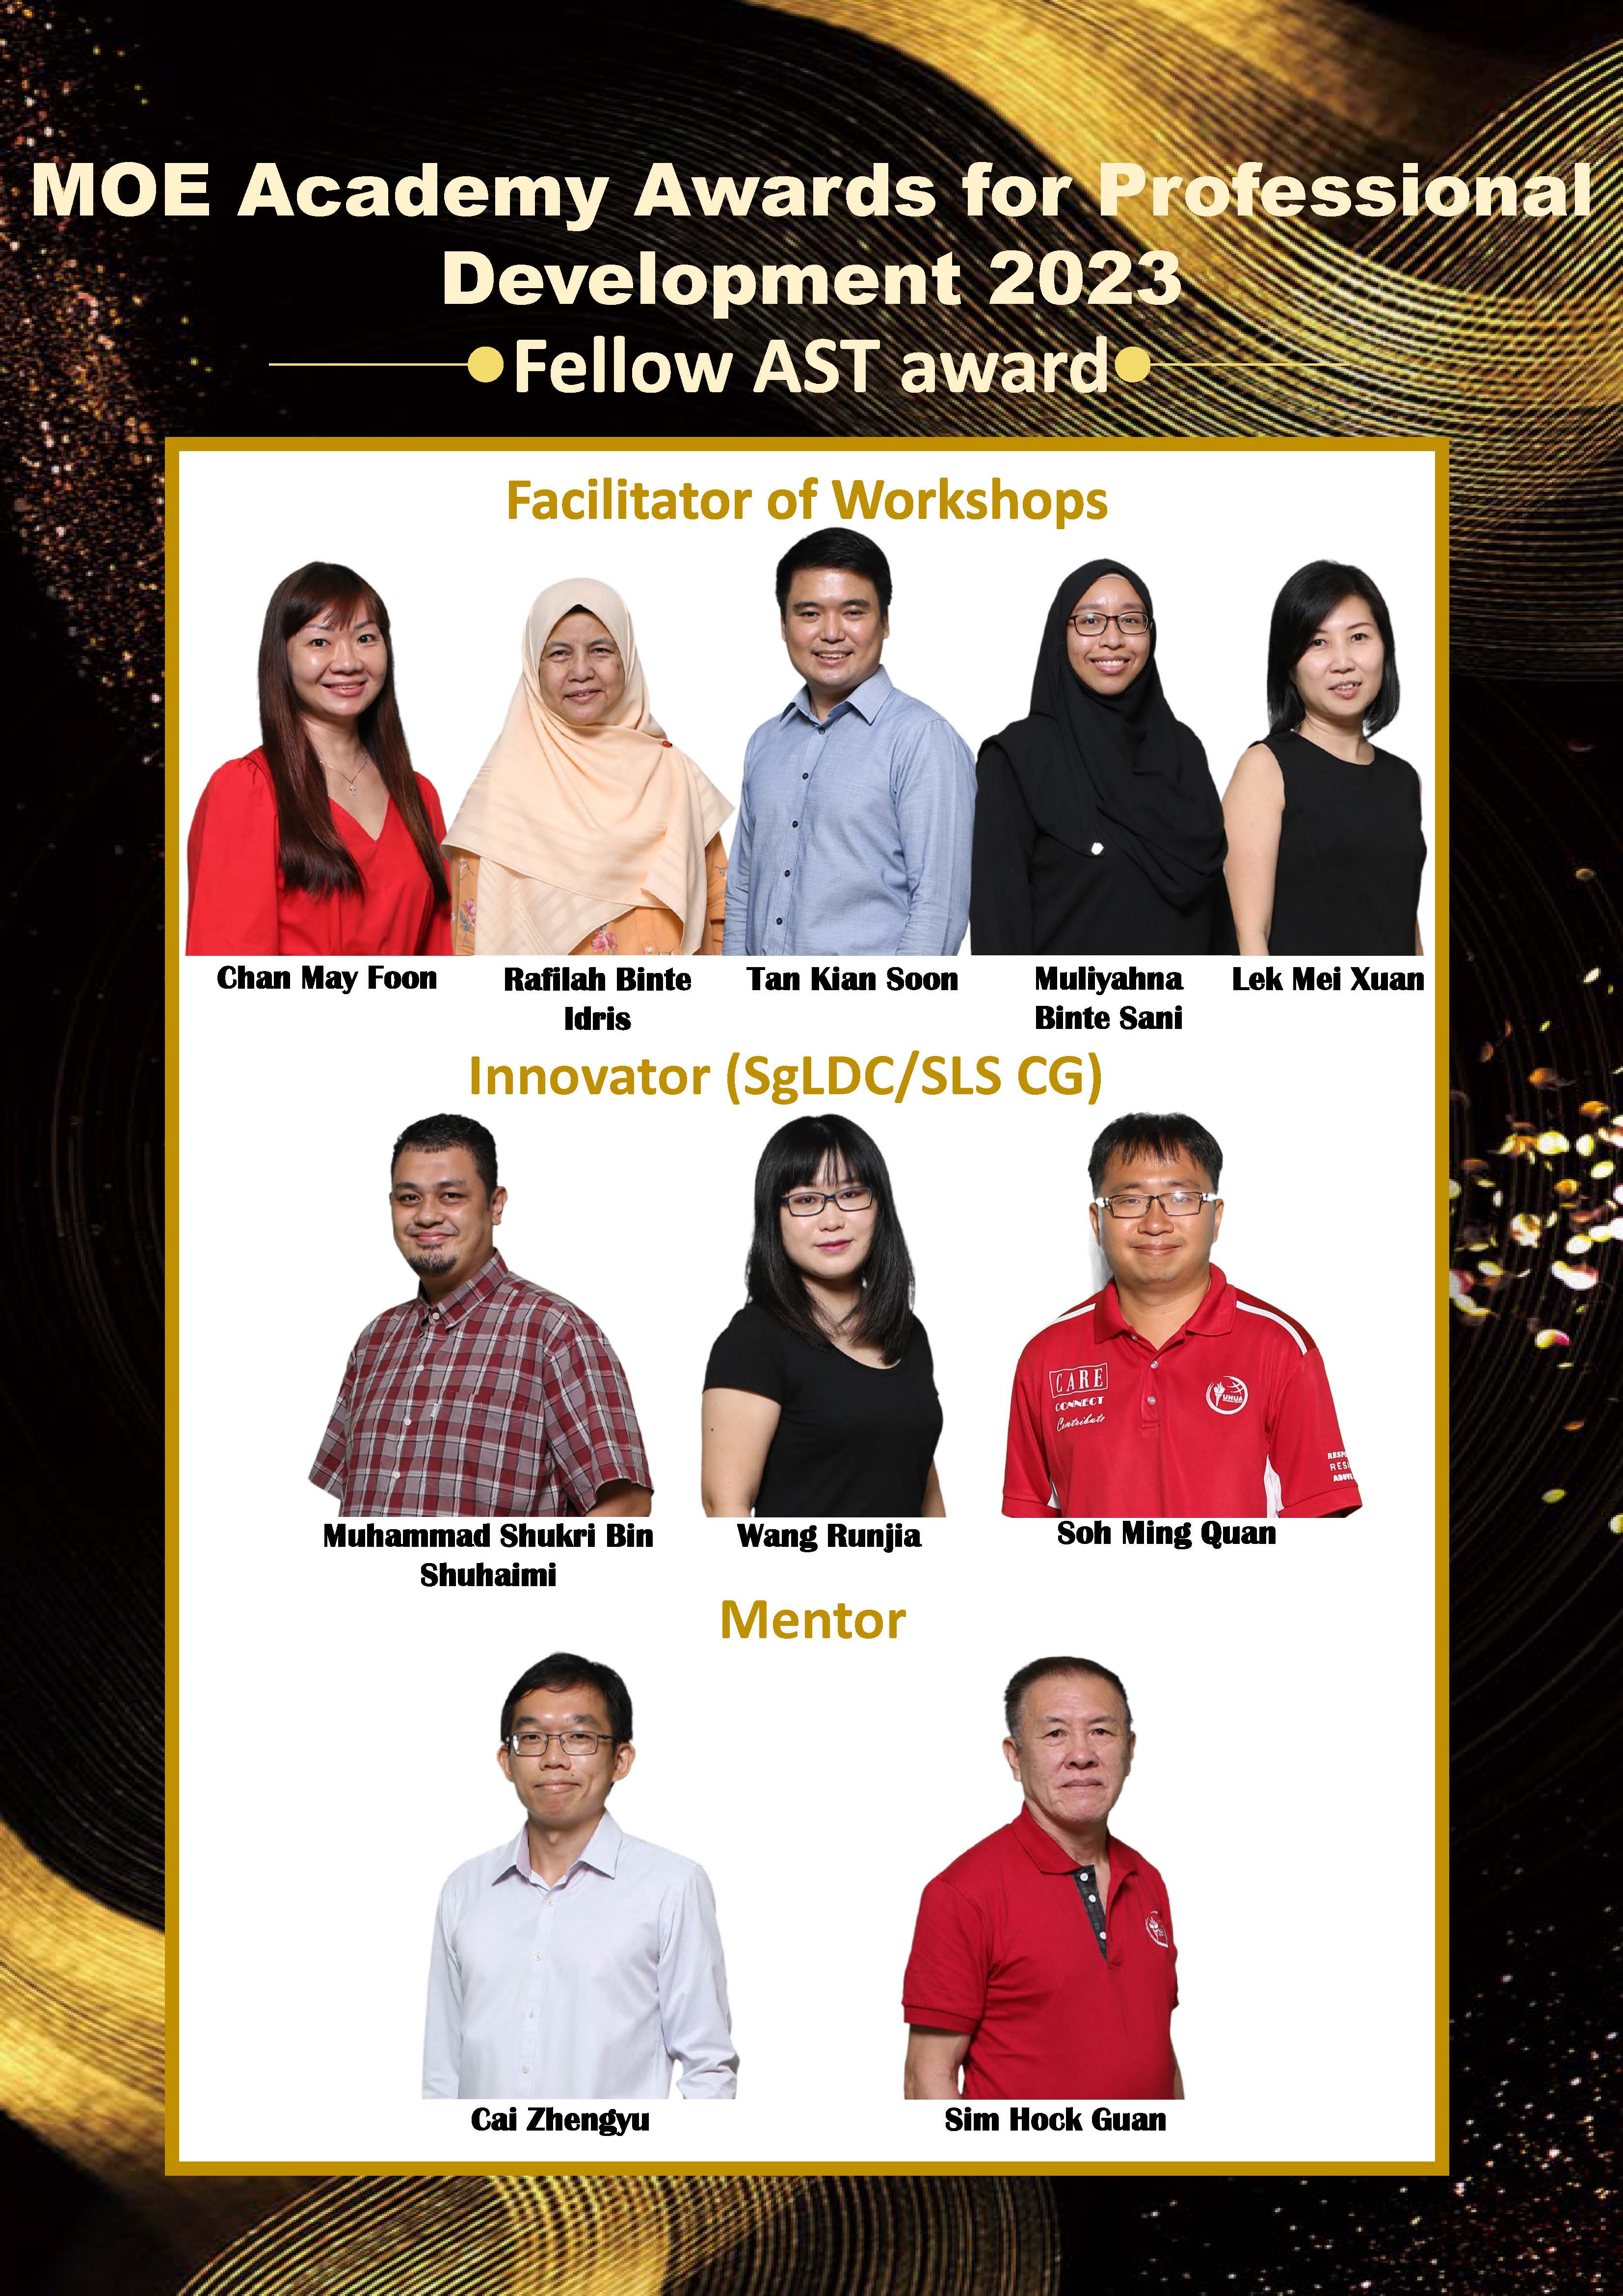 MOE Academy Awards for Professional
Development 2023
Fellow AST award
Facilitator of Workshops
Chan May Foon
Rafilah Binte
Idris
Tan Kian Soon
Muliyahna
Binte Sani
Lek Mei Xuan
Innovator (SgLDC/SLS CG)
CARE
CONNECT
Contribute
YUHUA
Muhammad Shukri Bin
Shuhaimi
Wang Runjia
Soh Ming Quan
Mentor
Cai Zhengyu
Sim Hock Guan